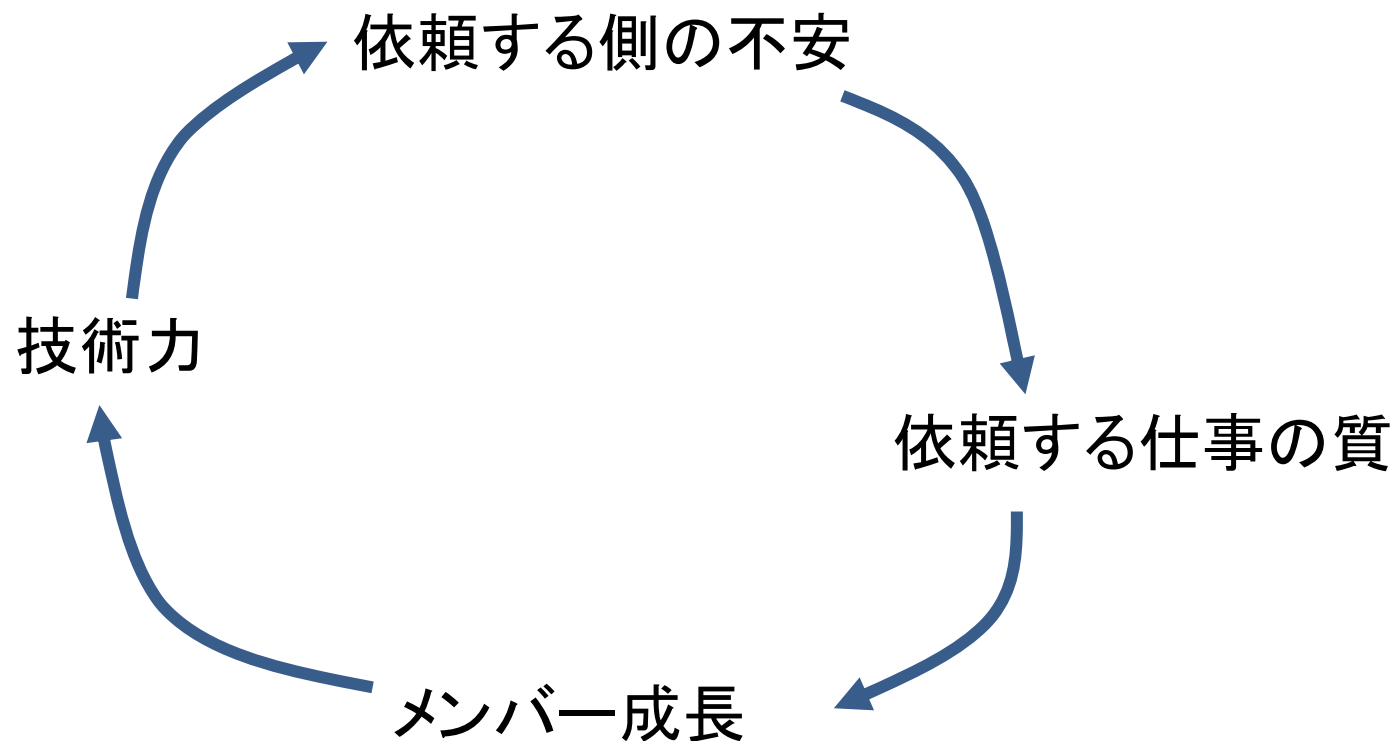 依頼する側の不安
技術力
依頼する仕事の質
メンバー成長